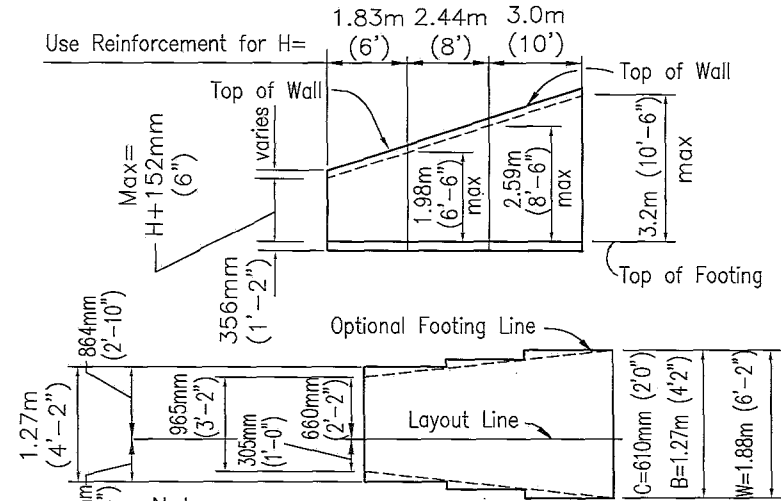 1.83m 2.44m 3.0m
(6') (8') (10')
Use Reinforcement for H=
Top of Wall
Top of Wall
varies
Max=
H+152mm
(6")
1.98m
(6'-6")
max
2.59m
(8'-6")
max
3.2m (10'-6")
max
356mm
(1'-2")
Top of Footing
Optional Footing Line
864mm
(2'-10")
1.27m
(4'-2")
965mm
(3'-2")
305mm
(1'-0")
660mm
(2'-2")
Layout Line
C=610mm (2'0")
B=1.27m (4'2")
W=1.88m (6'-2")